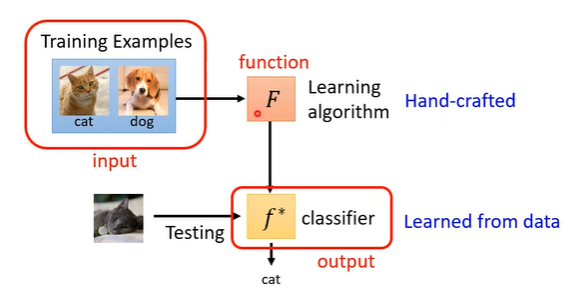 Training Examples
cat
dog
input
function
F
Learning
algorithm
Hand-crafted
Testing
f*
classifier
Learned from data
output
cat